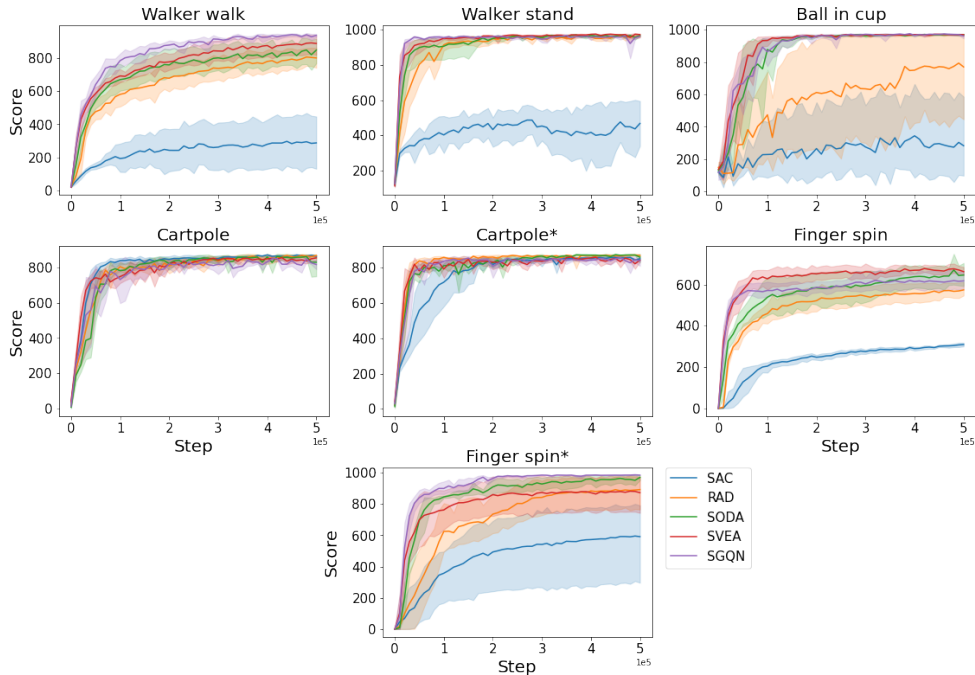 Walker walk
Walker stand
Ball in cup
Score
0
200
400
600
800
0 1 2 3 4 5
1e5
200
400
600
800
1000
0 1 2 3 4 5
1e5
0
200
400
600
800
1000
0 1 2 3 4 5
1e5
Cartpole
Cartpole*
Finger spin
Score
0
200
400
600
800
0 1 2 3 4 5
1e5
Step
0
200
400
600
800
0 1 2 3 4 5
1e5
0
200
400
600
0 1 2 3 4 5
1e5
Step
Finger spin*
Score
0
200
400
600
800
1000
0 1 2 3 4 5
1e5
Step
SAC
RAD
SODA
SVEA
SGQN